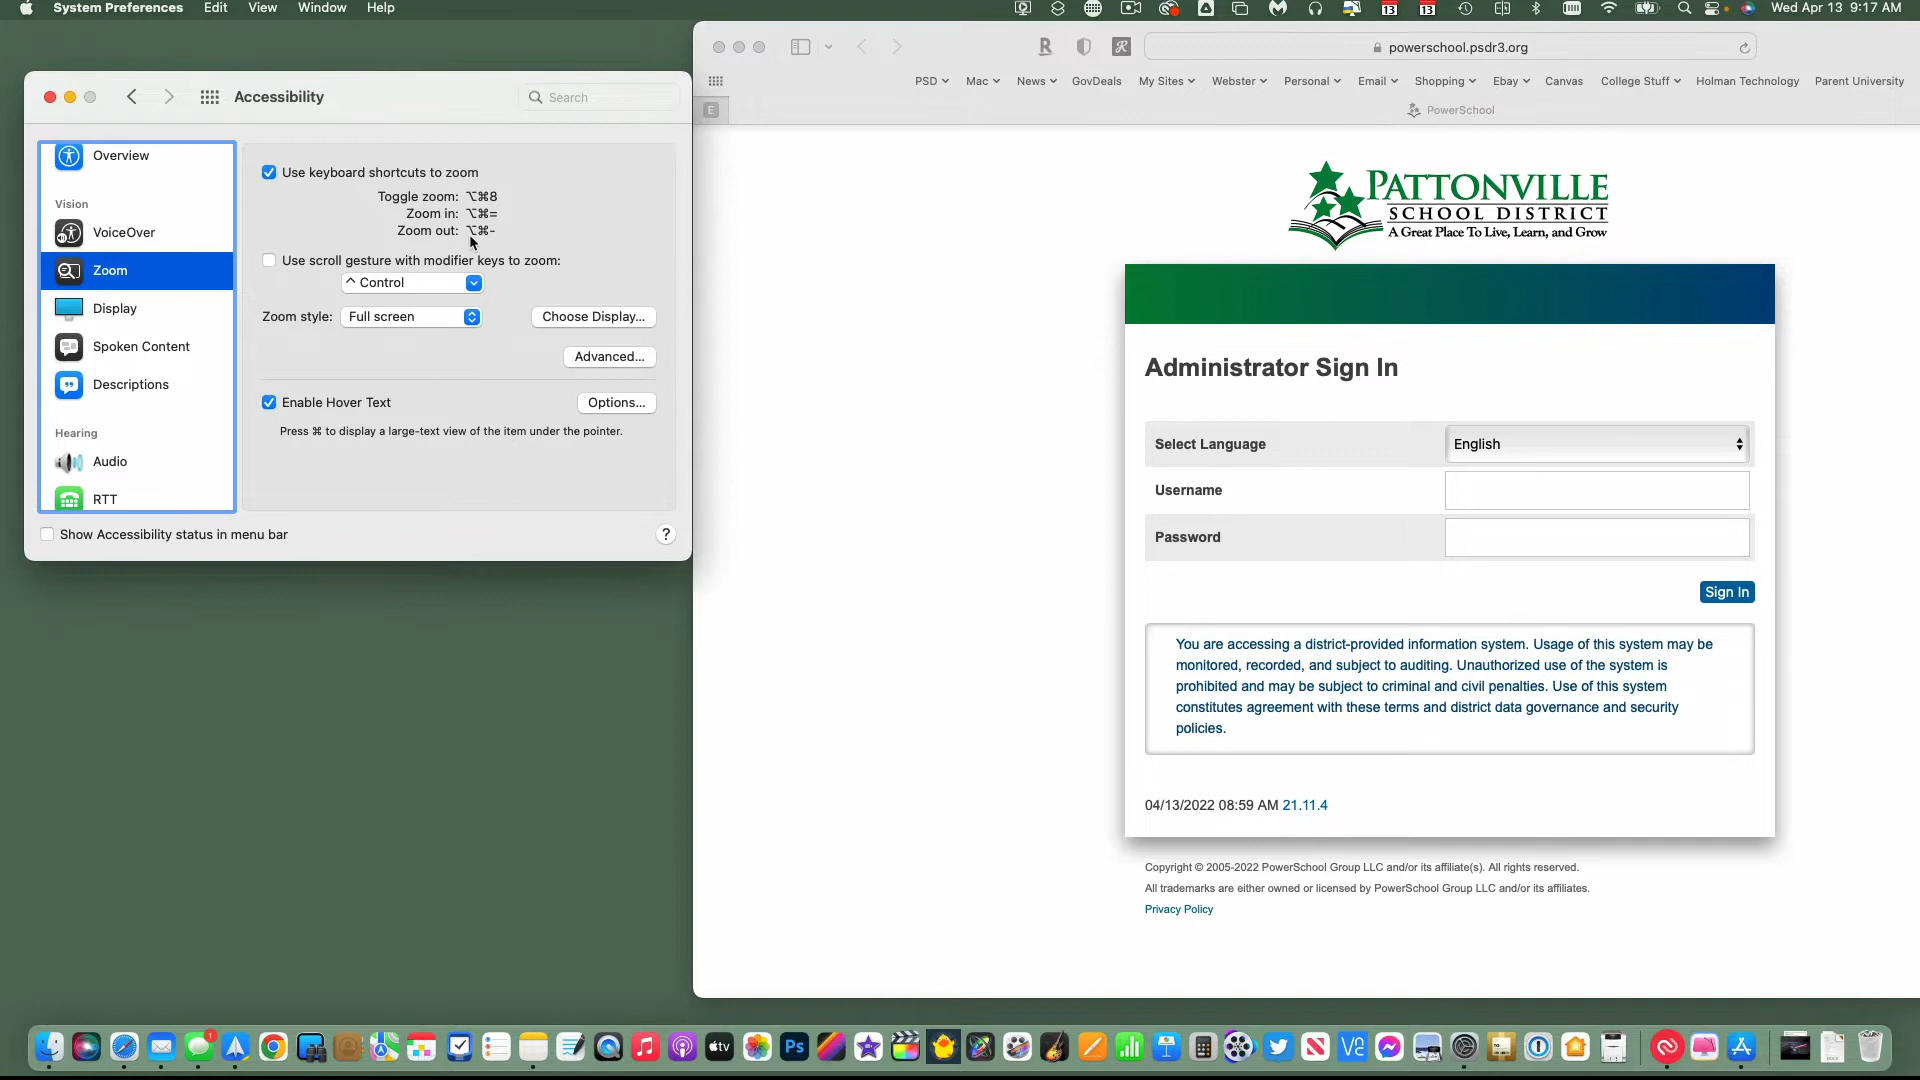 System Preferences Edit View Window Help
13 13 Wed Apr 13 9:17 AM
Accessibility
Search
Overview
Vision
VoiceOver
Zoom
Display
Spoken Content
Descriptions
Hearing
Audio
RTT
Use keyboard shortcuts to zoom
Toggle zoom: ⌥⌘8
Zoom in: ⌥⌘=
Zoom out: ⌥⌘-
Use scroll gesture with modifier keys to zoom:
^ Control
Zoom style: Full screen Choose Display...
Advanced...
Enable Hover Text Options...
Press ⌘ to display a large-text view of the item under the pointer.
Show Accessibility status in menu bar ?
powerschool.psdr3.org
PSD Mac News GovDeals My Sites Webster Personal Email Shopping Ebay Canvas College Stuff Holman Technology Parent University
E PowerSchool
PATTONVILLE
SCHOOL DISTRICT
A Great Place To Live, Learn, and Grow
Administrator Sign In
Select Language English
Username
Password
Sign In
You are accessing a district-provided information system. Usage of this system may be
monitored, recorded, and subject to auditing. Unauthorized use of the system is
prohibited and may be subject to criminal and civil penalties. Use of this system
constitutes agreement with these terms and district data governance and security
policies.
04/13/2022 08:59 AM 21.11.4
Copyright © 2005-2022 PowerSchool Group LLC and/or its affiliate(s). All rights reserved.
All trademarks are either owned or licensed by PowerSchool Group LLC and/or its affiliates.
Privacy Policy
1 tv Ps